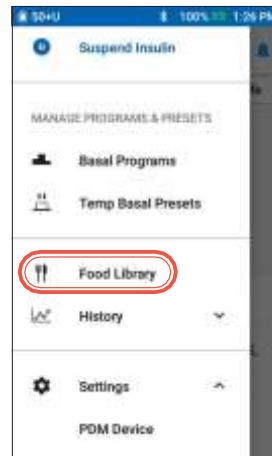 50+U 100% 1:26 PM
Suspend Insulin
MANAGE PROGRAMS & PRESETS
Basal Programs
Temp Basal Presets
Food Library
History
Settings
PDM Device